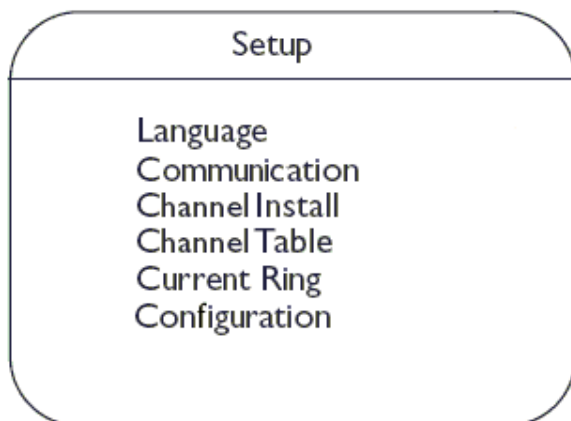 Setup
Language
Communication
Channel Install
Channel Table
Current Ring
Configuration